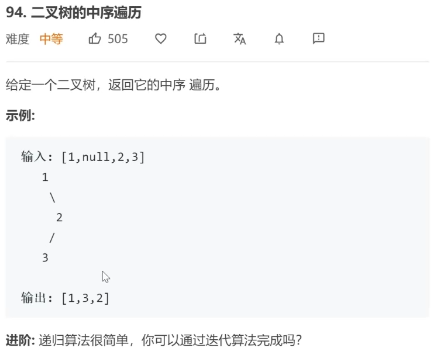 94. 二叉树的中序遍历
难度 中等 505
给定一个二叉树，返回它的中序 遍历。
示例:
输入: [1,null,2,3]
1
\
2
/
3
输出: [1,3,2]
进阶: 递归算法很简单，你可以通过迭代算法完成吗？